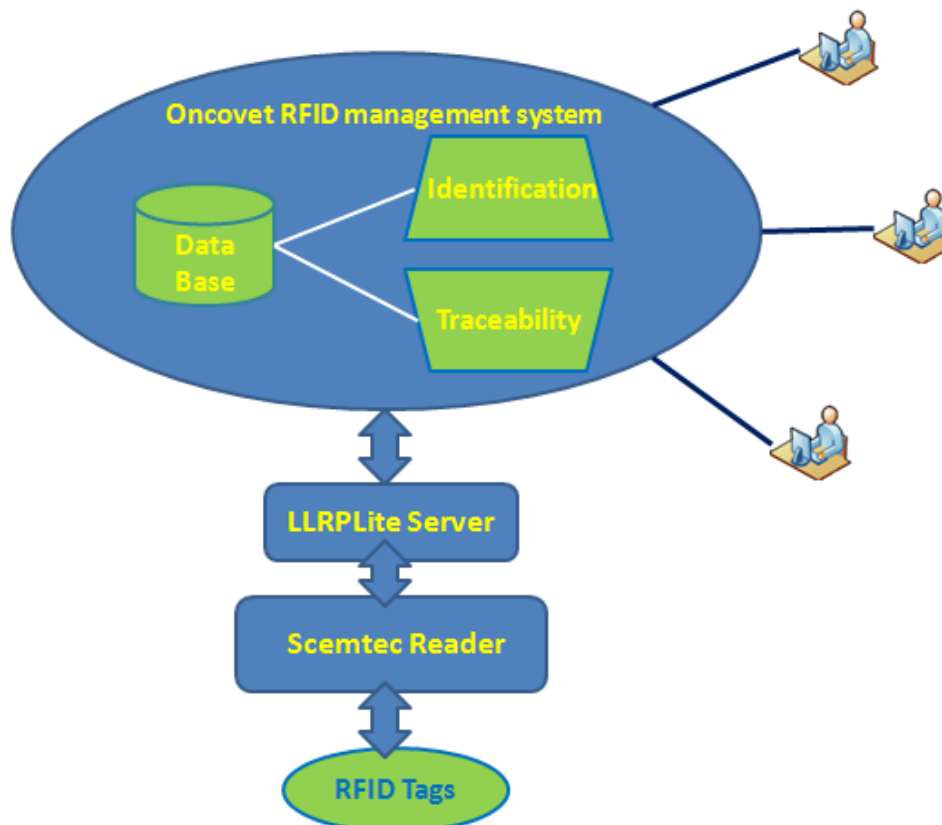 Oncovet RFID management system
Identification
Data
Base
Traceability
LLRPLite Server
Scemtec Reader
RFID Tags